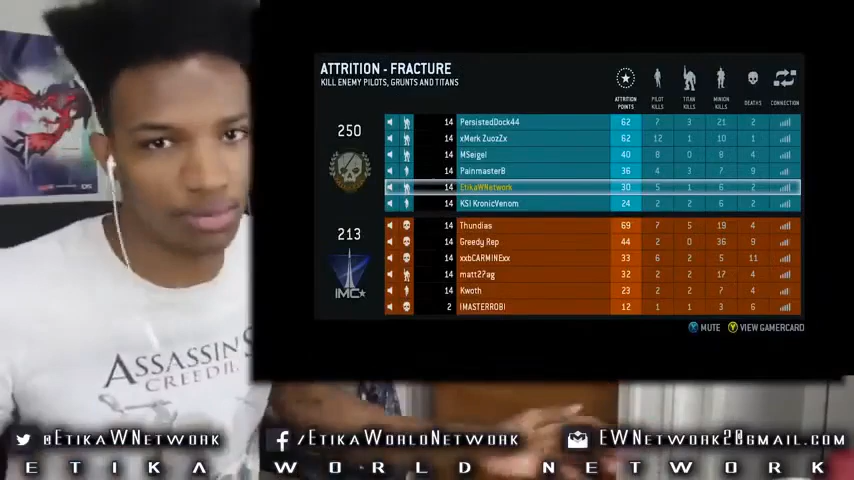 ATTRITION - FRACTURE
KILL ENEMY PILOTS, GRUNTS AND TITANS
ATTRITION POINTS PILOT KILLS TITAN KILLS MINION KILLS DEATHS CONNECTION
250
14 PersistedDock44 62 7 3 21 2
14 xMerk ZuozZx 62 12 1 10 1
14 MSeigel 40 8 0 8 4
14 PainmasterB 36 4 3 7 9
14 EtikaWNetwork 30 5 1 6 2
14 KSI KronicVenom 24 2 2 6 2
213
IMC
14 Thundias 69 7 5 19 4
14 Greedy Rep 44 2 0 36 9
14 xxbCARMINExx 33 6 2 5 11
14 matt27ag 32 2 2 17 4
14 Kwoth 23 2 2 7 4
2 IMASTERROBI 12 1 1 3 6
X MUTE Y VIEW GAMERCARD
ASSASSIN'S
CREED III
@EtikaWNetwork /EtikaWorldNetwork EWNetwork2@gmail.com
ETIKA WORLD NETWORK